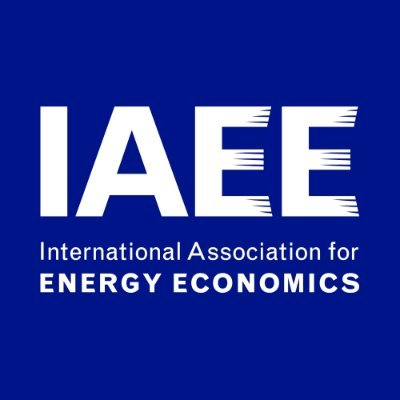 IAEE
International Association for
ENERGY ECONOMICS